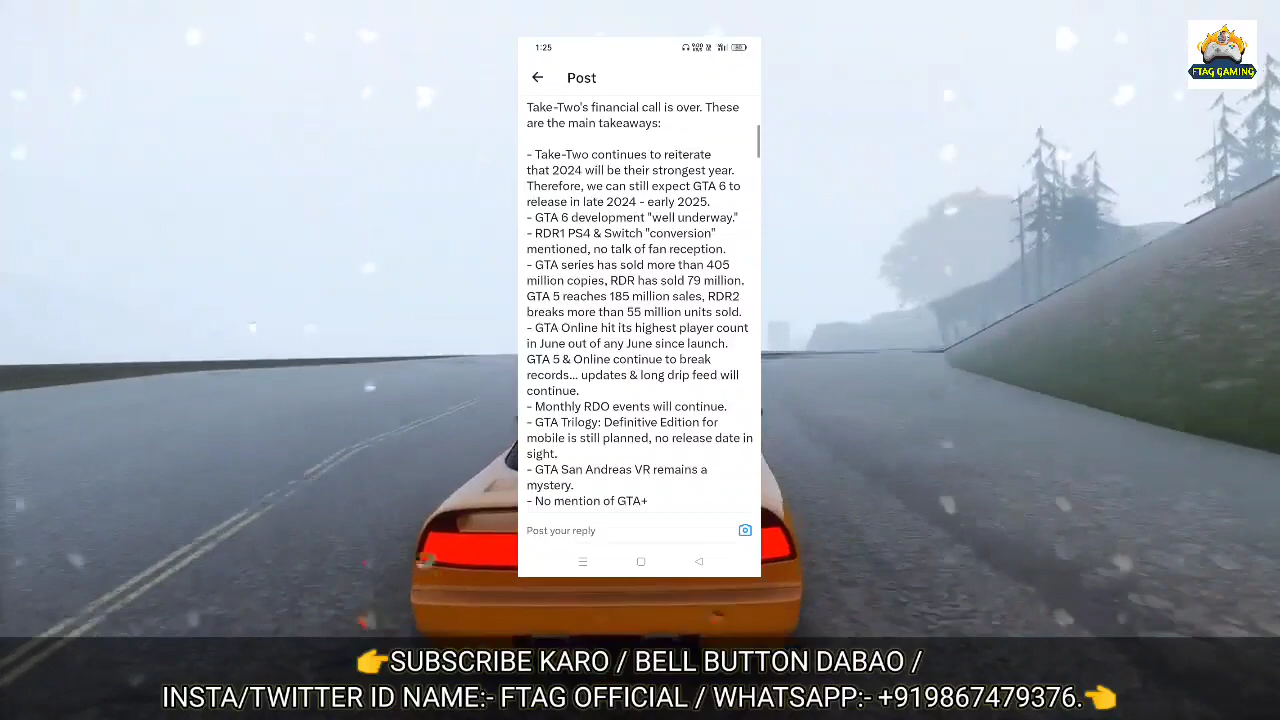 FTAG GAMING
1:25
Post
Take-Two's financial call is over. These
are the main takeaways:
- Take-Two continues to reiterate
that 2024 will be their strongest year.
Therefore, we can still expect GTA 6 to
release in late 2024 - early 2025.
- GTA 6 development "well underway."
- RDR1 PS4 & Switch "conversion"
mentioned, no talk of fan reception.
- GTA series has sold more than 405
million copies, RDR has sold 79 million.
GTA 5 reaches 185 million sales, RDR2
breaks more than 55 million units sold.
- GTA Online hit its highest player count
in June out of any June since launch.
GTA 5 & Online continue to break
records... updates & long drip feed will
continue.
- Monthly RDO events will continue.
- GTA Trilogy: Definitive Edition for
mobile is still planned, no release date in
sight.
- GTA San Andreas VR remains a
mystery.
- No mention of GTA+
Post your reply
👉SUBSCRIBE KARO / BELL BUTTON DABAO /
INSTA/TWITTER ID NAME:- FTAG OFFICIAL / WHATSAPP:- +919867479376.👈